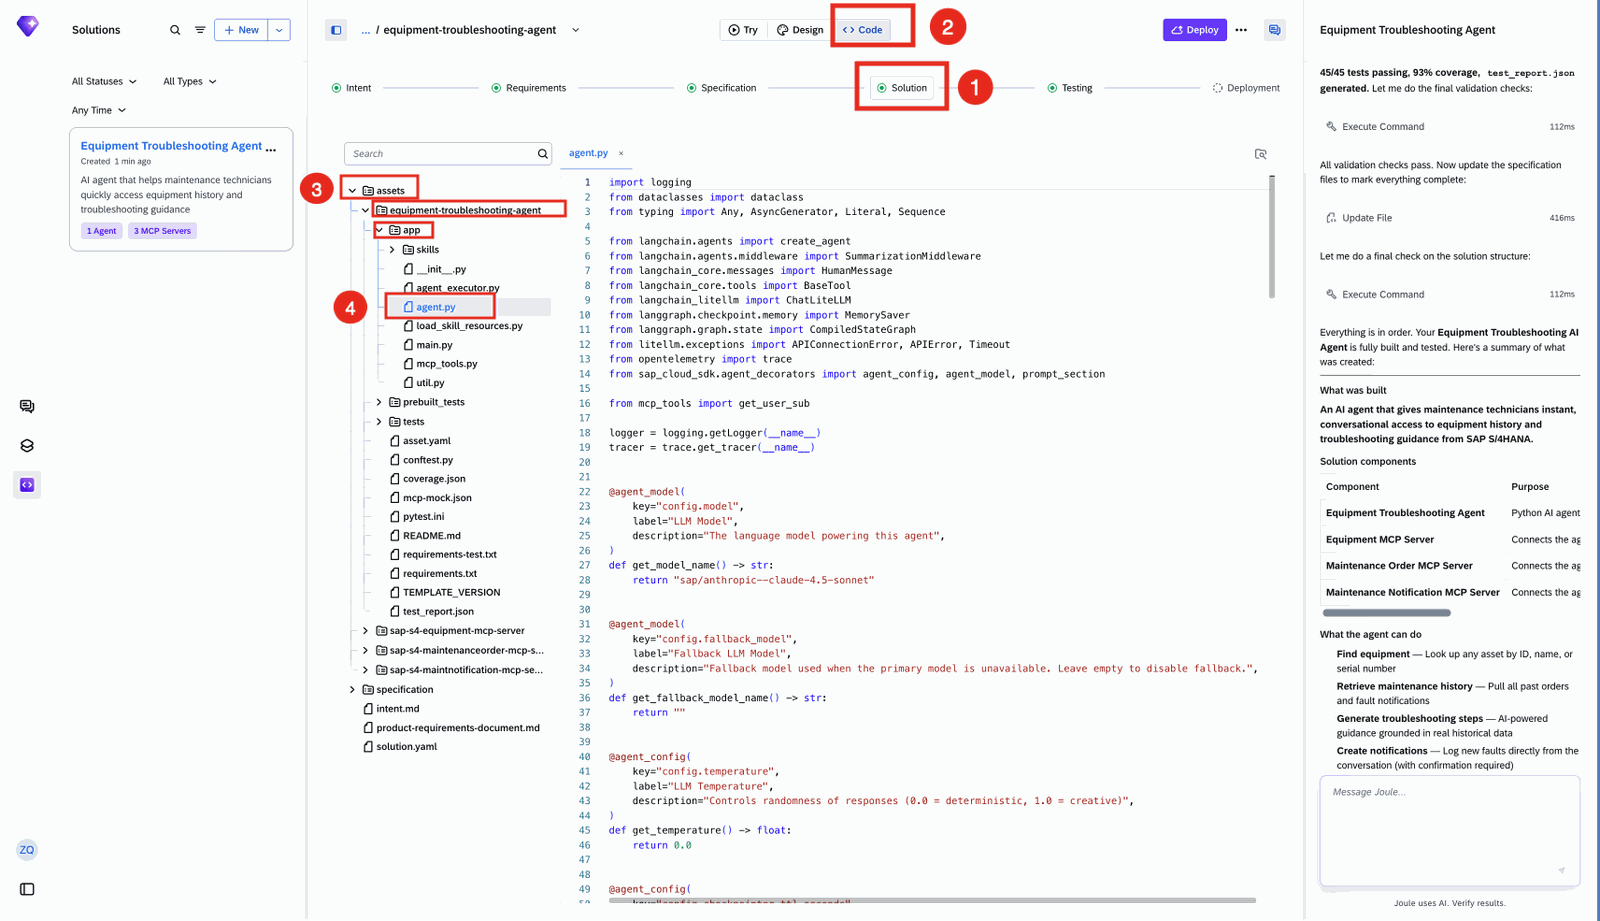 Solutions
New
All Statuses
All Types
Any Time
Equipment Troubleshooting Agent ...
Created 1 min ago
AI agent that helps maintenance technicians
quickly access equipment history and
troubleshooting guidance
1 Agent
3 MCP Servers
ZQ
... / equipment-troubleshooting-agent
Try
Design
<> Code
2
Deploy
Intent
Requirements
Specification
Solution
1
Testing
Deployment
Search
3
assets
equipment-troubleshooting-agent
app
skills
__init__.py
agent_executor.py
4
agent.py
load_skill_resources.py
main.py
mcp_tools.py
util.py
prebuilt_tests
tests
asset.yaml
conftest.py
coverage.json
mcp-mock.json
pytest.ini
README.md
requirements-test.txt
requirements.txt
TEMPLATE_VERSION
test_report.json
sap-s4-equipment-mcp-server
sap-s4-maintenanceorder-mcp-s...
sap-s4-maintnotification-mcp-se...
specification
intent.md
product-requirements-document.md
solution.yaml
agent.py ×
1 import logging
2 from dataclasses import dataclass
3 from typing import Any, AsyncGenerator, Literal, Sequence
4
5 from langchain.agents import create_agent
6 from langchain.agents.middleware import SummarizationMiddleware
7 from langchain_core.messages import HumanMessage
8 from langchain_core.tools import BaseTool
9 from langchain_litellm import ChatLiteLLM
10 from langgraph.checkpoint.memory import MemorySaver
11 from langgraph.graph.state import CompiledStateGraph
12 from litellm.exceptions import APIConnectionError, APIError, Timeout
13 from opentelemetry import trace
14 from sap_cloud_sdk.agent_decorators import agent_config, agent_model, prompt_section
15
16 from mcp_tools import get_user_sub
17
18 logger = logging.getLogger(__name__)
19 tracer = trace.get_tracer(__name__)
20
21
22 @agent_model(
23 key="config.model",
24 label="LLM Model",
25 description="The language model powering this agent",
26 )
27 def get_model_name() -> str:
28 return "sap/anthropic--claude-4.5-sonnet"
29
30
31 @agent_model(
32 key="config.fallback_model",
33 label="Fallback LLM Model",
34 description="Fallback model used when the primary model is unavailable. Leave empty to disable fallback.",
35 )
36 def get_fallback_model_name() -> str:
37 return ""
38
39
40 @agent_config(
41 key="config.temperature",
42 label="LLM Temperature",
43 description="Controls randomness of responses (0.0 = deterministic, 1.0 = creative)",
44 )
45 def get_temperature() -> float:
46 return 0.0
47
48
49 @agent_config(
Equipment Troubleshooting Agent
45/45 tests passing, 93% coverage, test_report.json
generated. Let me do the final validation checks:
Execute Command 112ms
All validation checks pass. Now update the specification
files to mark everything complete:
Update File 416ms
Let me do a final check on the solution structure:
Execute Command 112ms
Everything is in order. Your Equipment Troubleshooting AI
Agent is fully built and tested. Here's a summary of what
was created:
What was built
An AI agent that gives maintenance technicians instant,
conversational access to equipment history and
troubleshooting guidance from SAP S/4HANA.
Solution components
Component Purpose
Equipment Troubleshooting Agent Python AI agent
Equipment MCP Server Connects the ag
Maintenance Order MCP Server Connects the ag
Maintenance Notification MCP Server Connects the ag
What the agent can do
Find equipment — Look up any asset by ID, name, or
serial number
Retrieve maintenance history — Pull all past orders
and fault notifications
Generate troubleshooting steps — AI-powered
guidance grounded in real historical data
Create notifications — Log new faults directly from the
conversation (with confirmation required)
Message Joule...
Joule uses AI. Verify results.